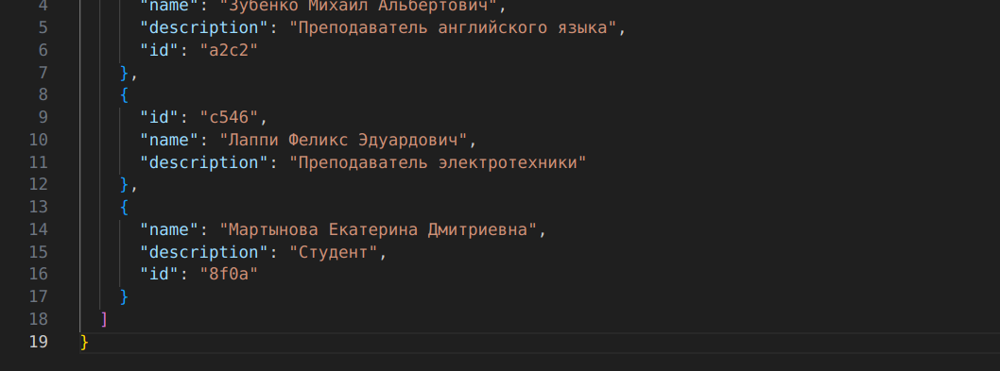 4 "name": "Зубенко Михаил Альбертович",
5 "description": "Преподаватель английского языка",
6 "id": "a2c2"
7 },
8 {
9 "id": "c546",
10 "name": "Лаппи Феликс Эдуардович",
11 "description": "Преподаватель электротехники"
12 },
13 {
14 "name": "Мартынова Екатерина Дмитриевна",
15 "description": "Студент",
16 "id": "8f0a"
17 }
18 ]
19 }